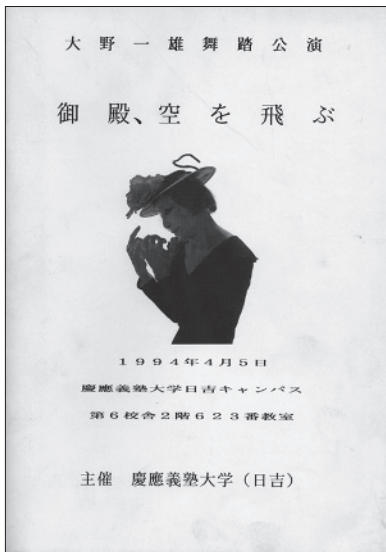 大野一雄舞踏公演
御殿、空を飛ぶ
1994年4月5日
慶應義塾大学日吉キャンパス
第6校舎2階623番教室
主催 慶應義塾大学（日吉）